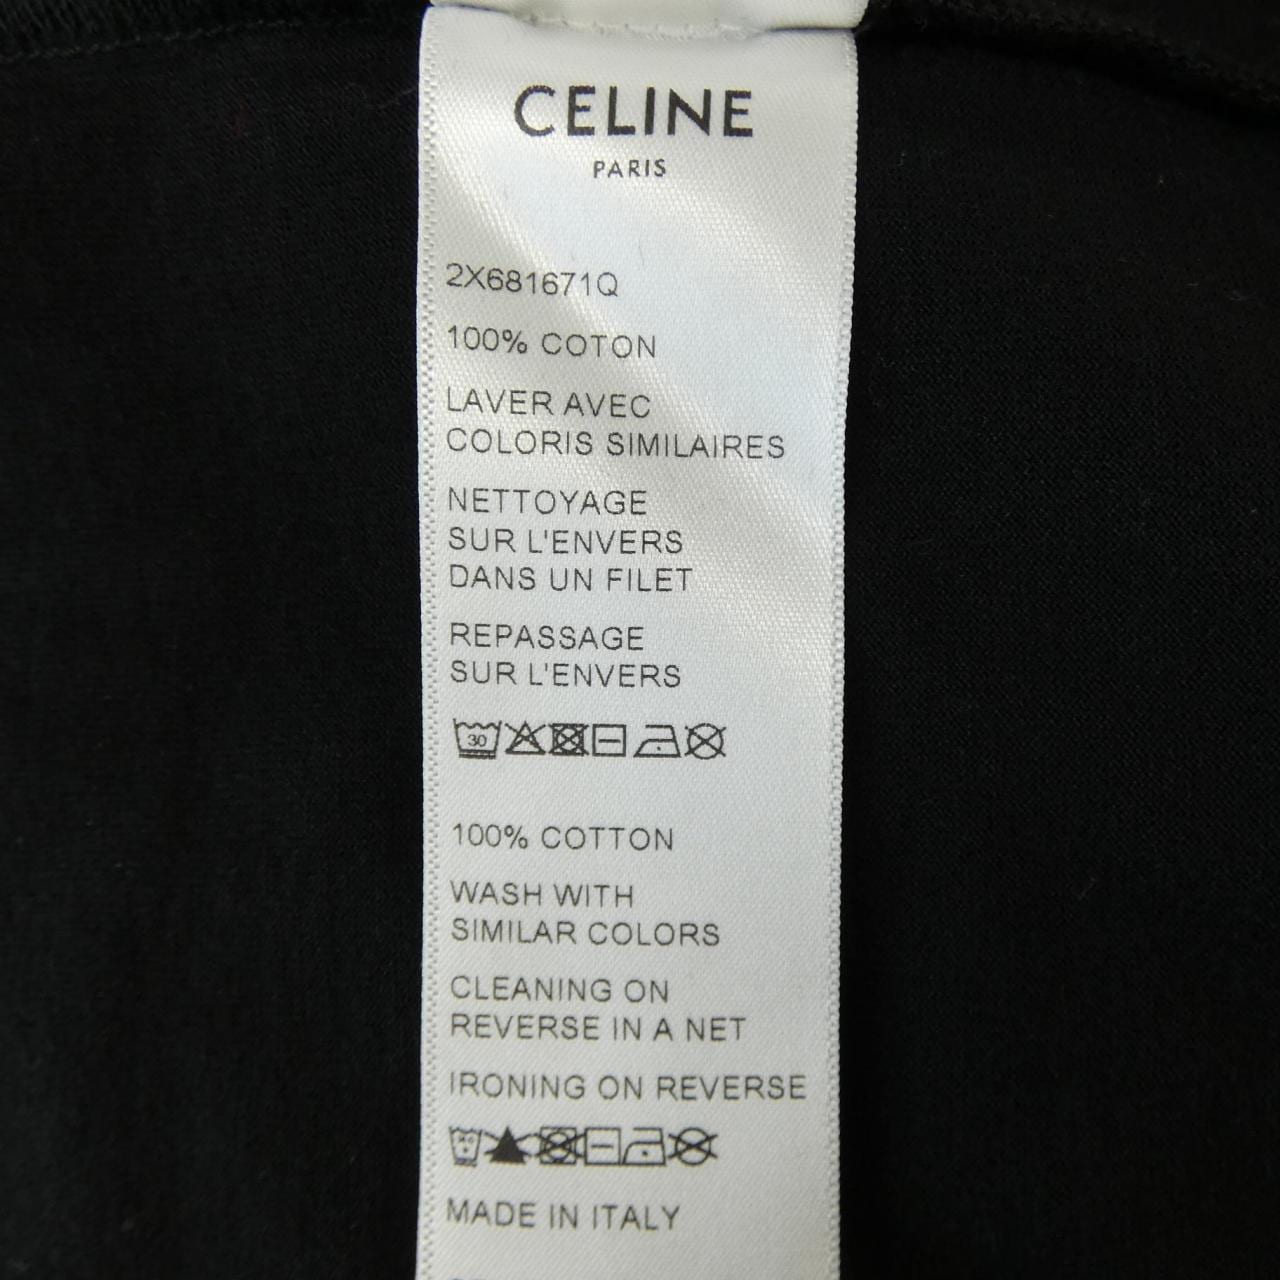 CELINE
PARIS
2X681671Q
100% COTON
LAVER AVEC
COLORIS SIMILAIRES
NETTOYAGE
SUR L'ENVERS
DANS UN FILET
REPASSAGE
SUR L'ENVERS
30
100% COTTON
WASH WITH
SIMILAR COLORS
CLEANING ON
REVERSE IN A NET
IRONING ON REVERSE
MADE IN ITALY